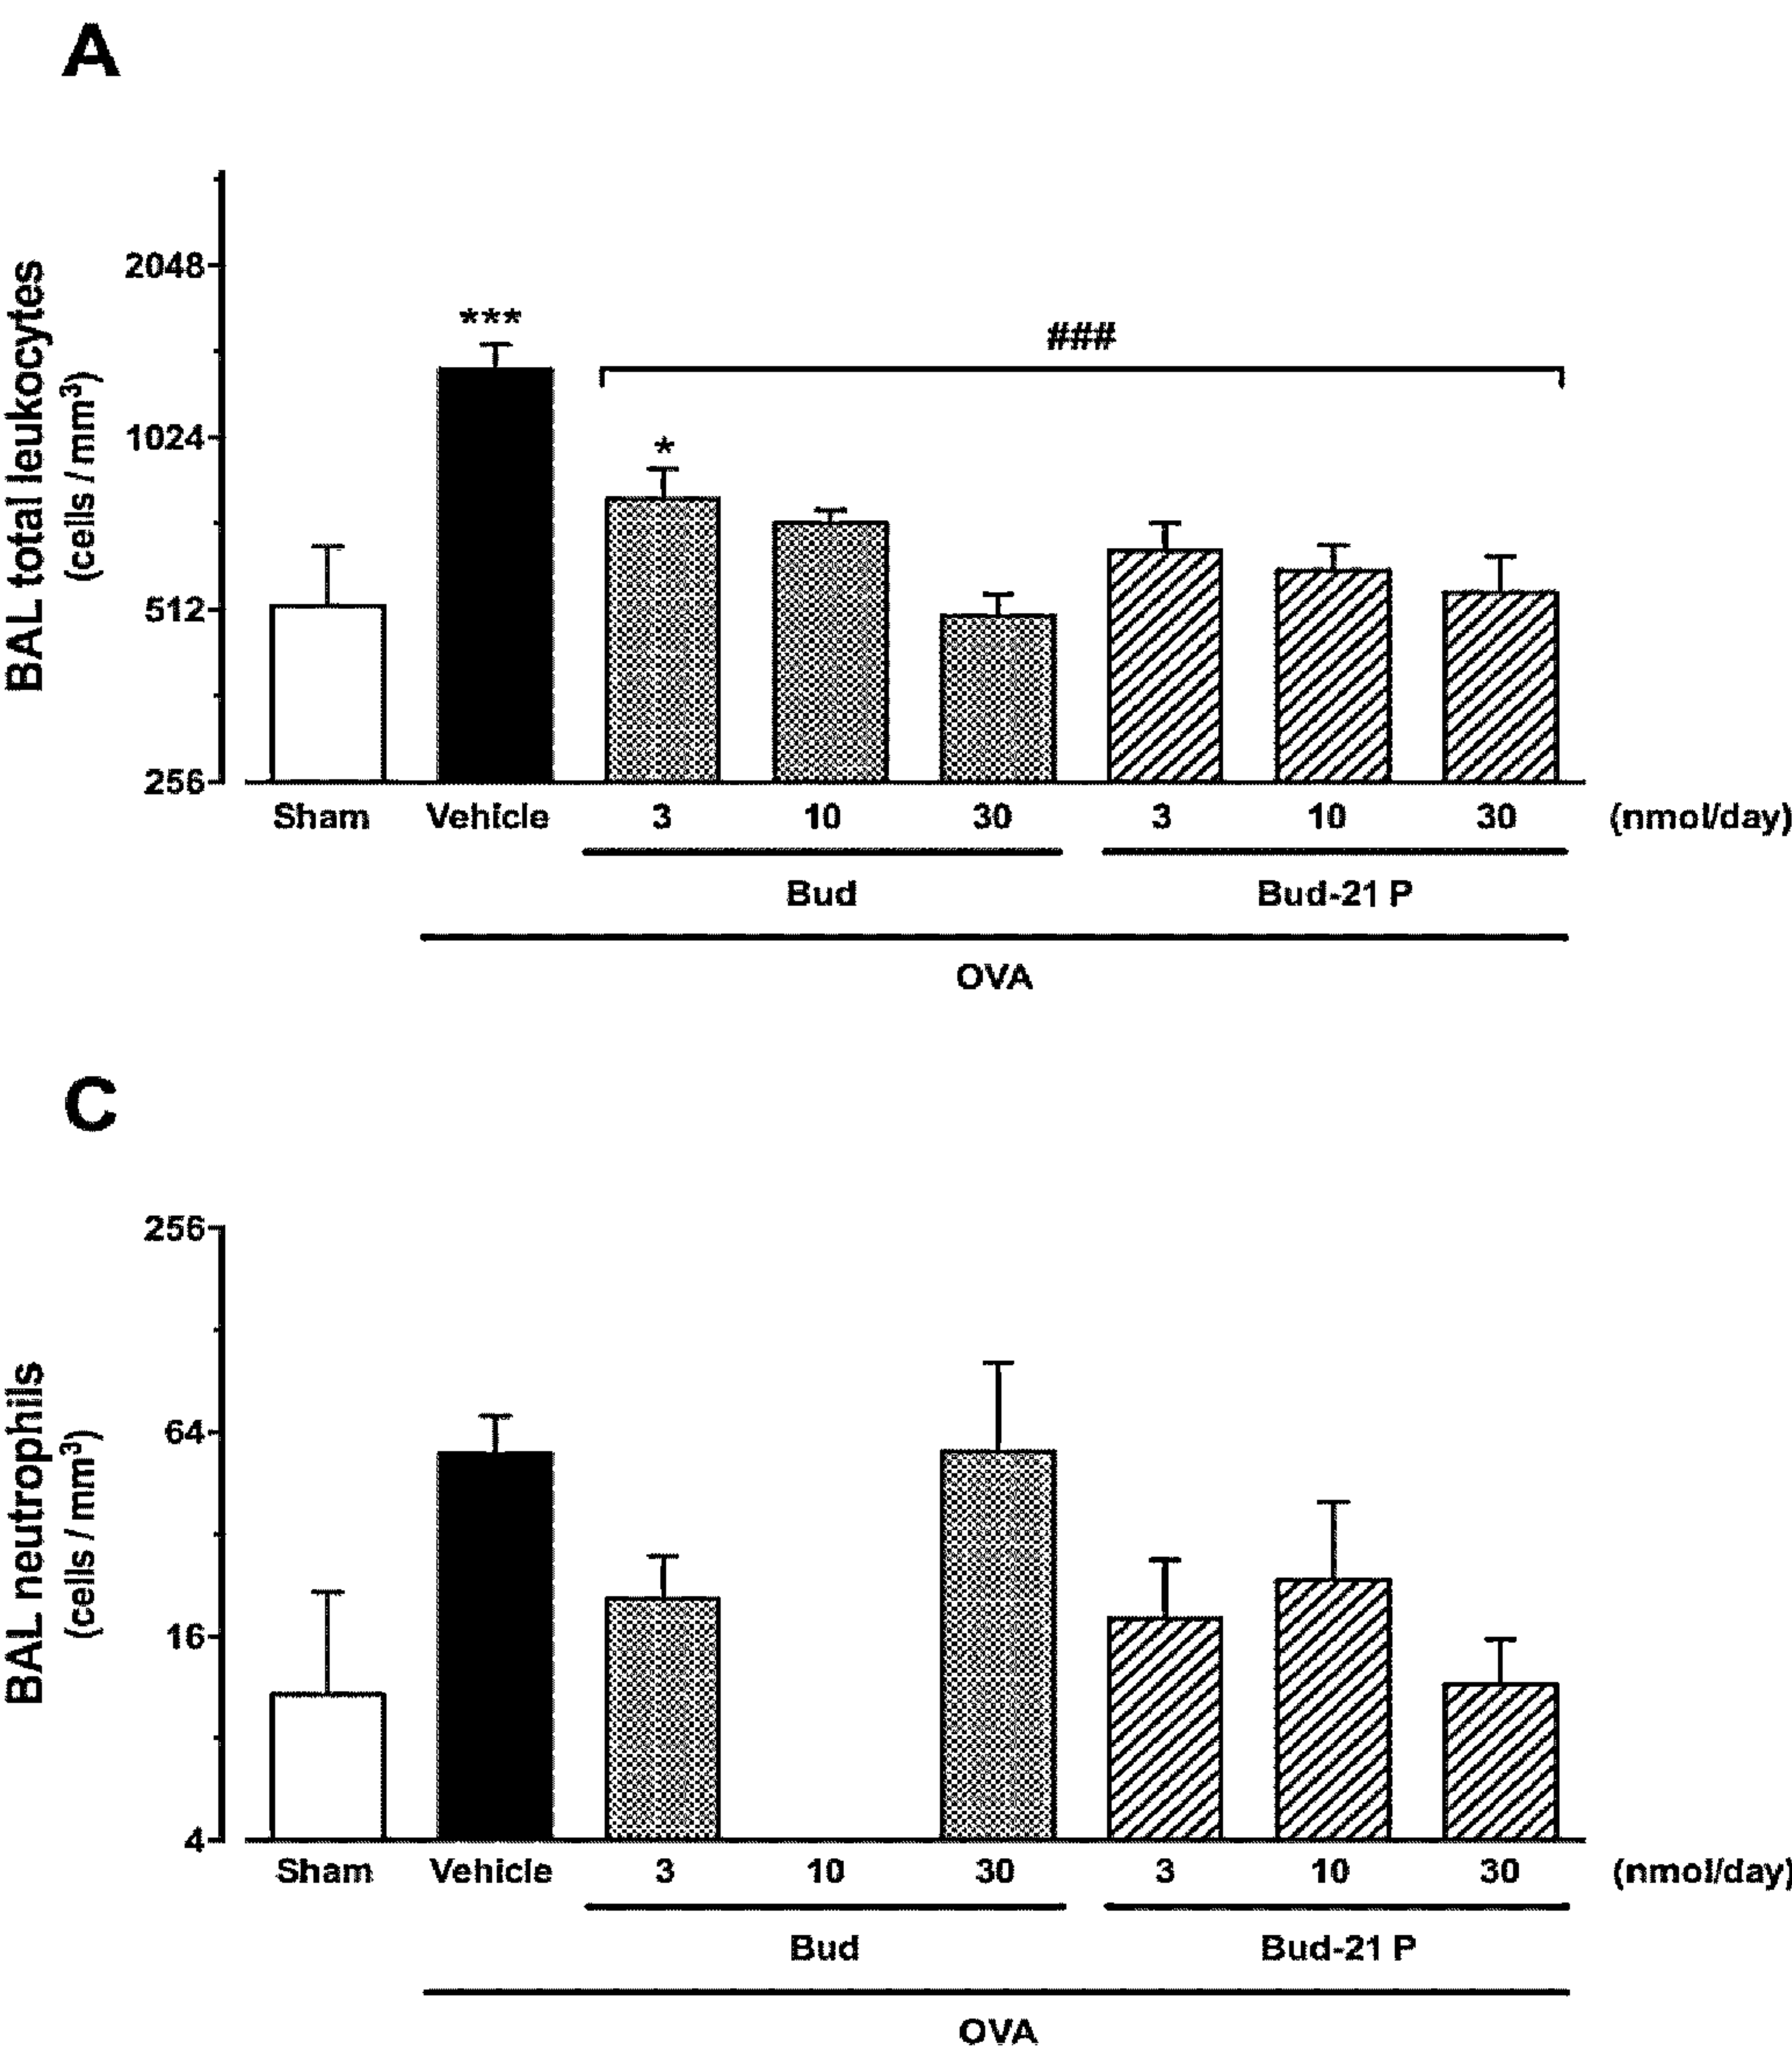 A
BAL total leukocytes
(cells / mm³)
2048
1024
512
256
***
*
###
Sham Vehicle 3 10 30 3 10 30 (nmol/day)
Bud Bud-21 P
OVA
C
BAL neutrophils
(cells / mm³)
256
64
16
4
Sham Vehicle 3 10 30 3 10 30 (nmol/day)
Bud Bud-21 P
OVA